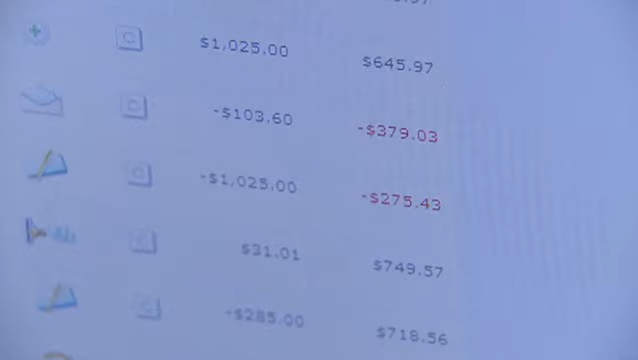 C $1,025.00 $645.97
C -$103.60 -$379.03
C -$1,025.00 -$275.43
C $31.01 $749.57
C -$285.00 $718.56